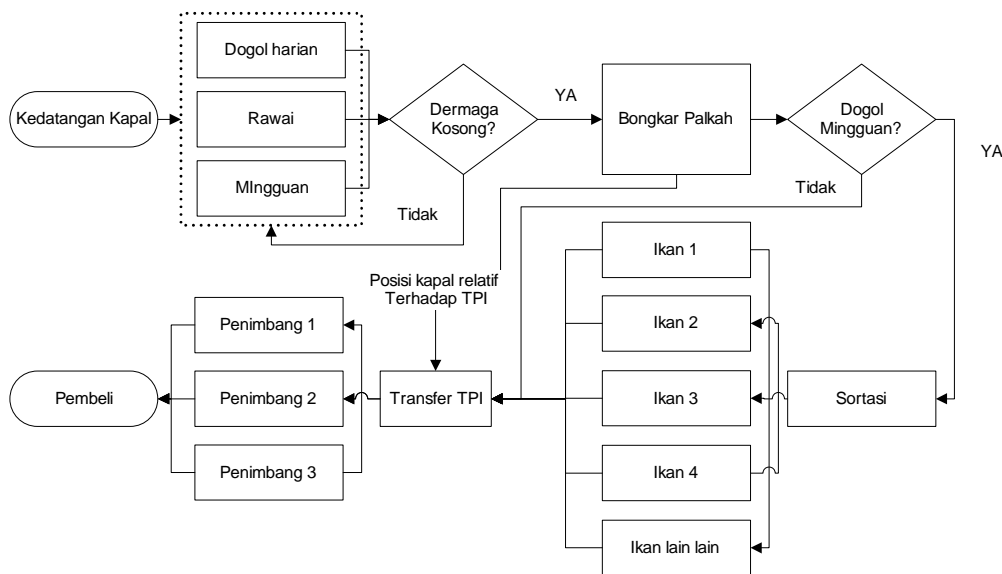 Dogol harian
Kedatangan Kapal
Rawai
MIngguan
Dermaga
Kosong?
YA
Tidak
Bongkar Palkah
Dogol
Mingguan?
YA
Tidak
Posisi kapal relatif
Terhadap TPI
Ikan 1
Ikan 2
Ikan 3
Ikan 4
Ikan lain lain
Sortasi
Transfer TPI
Penimbang 1
Penimbang 2
Penimbang 3
Pembeli